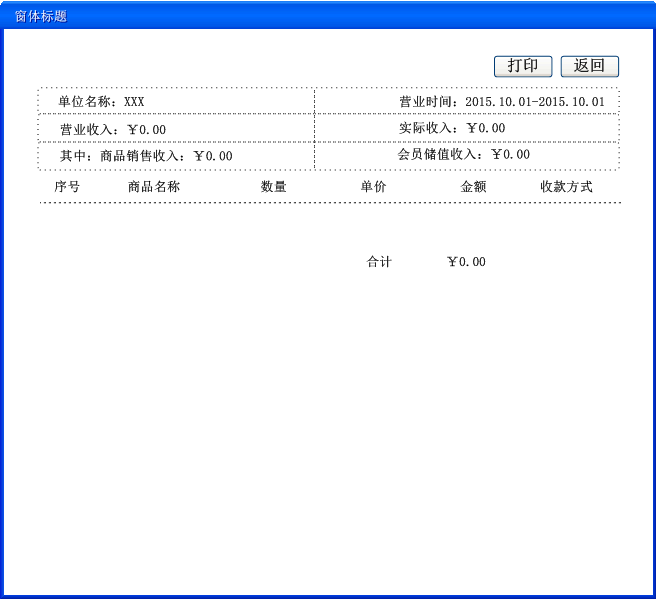 窗体标题
打印 返回
单位名称：XXX 营业时间：2015.10.01-2015.10.01
营业收入：￥0.00 实际收入：￥0.00
其中：商品销售收入：￥0.00 会员储值收入：￥0.00
序号 商品名称 数量 单价 金额 收款方式
合计 ￥0.00